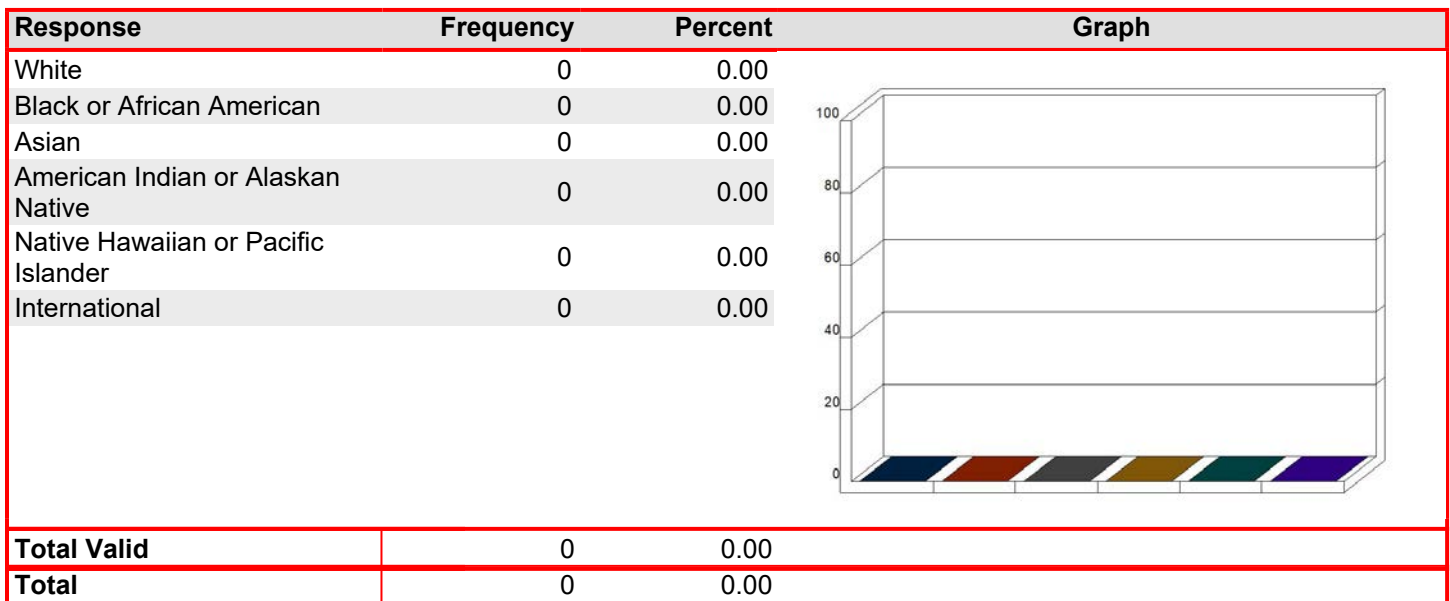 Response Frequency Percent Graph
White 0 0.00
Black or African American 0 0.00
Asian 0 0.00
American Indian or Alaskan
Native 0 0.00
Native Hawaiian or Pacific
Islander 0 0.00
International 0 0.00
100
80
60
40
20
0
Total Valid 0 0.00
Total 0 0.00